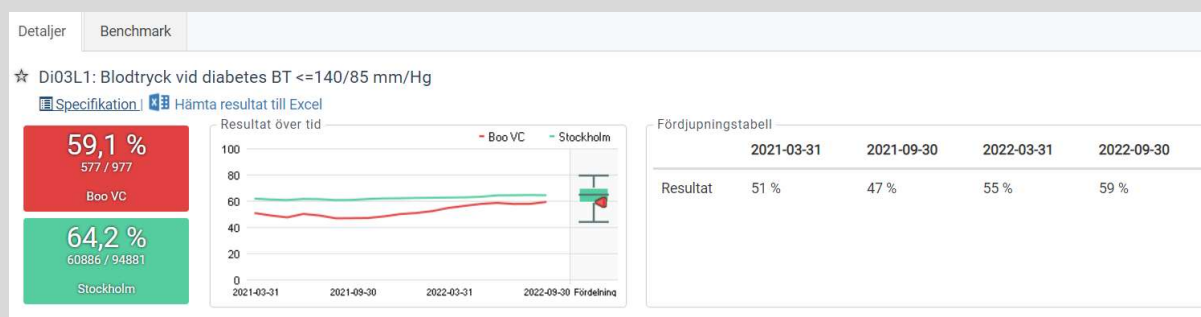 Detaljer Benchmark
Di03L1: Blodtryck vid diabetes BT <=140/85 mm/Hg
Specifikation | Hämta resultat till Excel
59,1 %
577 / 977
Boo VC
64,2 %
60886 / 94881
Stockholm
Resultat över tid
Boo VC Stockholm
100
80
60
40
20
0
2021-03-31 2021-09-30 2022-03-31 2022-09-30 Fördelning
Fördjupningstabell
2021-03-31 2021-09-30 2022-03-31 2022-09-30
Resultat 51 % 47 % 55 % 59 %